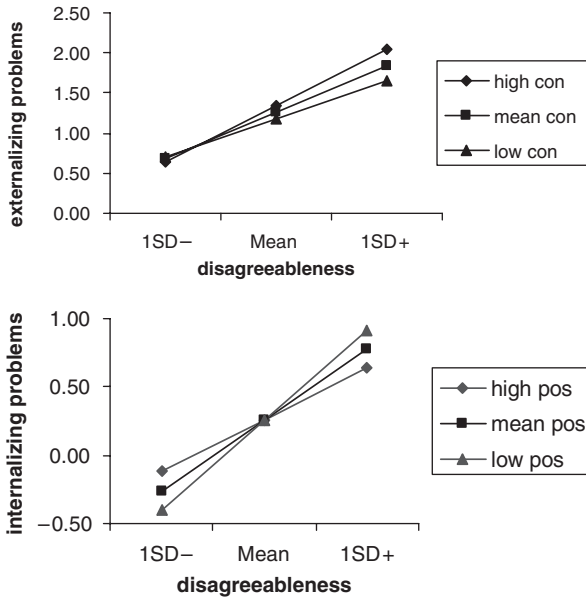 externalizing problems
2.50
2.00
1.50
1.00
0.50
0.00
1SD− Mean 1SD+
disagreeableness
high con
mean con
low con
internalizing problems
1.00
0.50
0.00
−0.50
1SD− Mean 1SD+
disagreeableness
high pos
mean pos
low pos